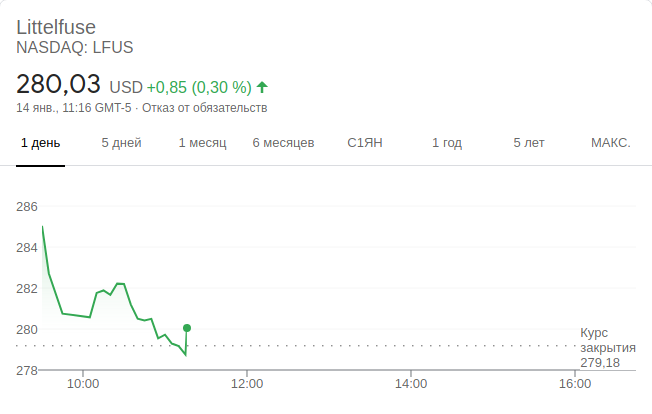 Littelfuse
NASDAQ: LFUS
280,03 USD +0,85 (0,30 %)
14 янв., 11:16 GMT-5 · Отказ от обязательств
1 день 5 дней 1 месяц 6 месяцев С1ЯН 1 год 5 лет МАКС.
286
284
282
280
Курс
закрытия
279,18
278
10:00 12:00 14:00 16:00